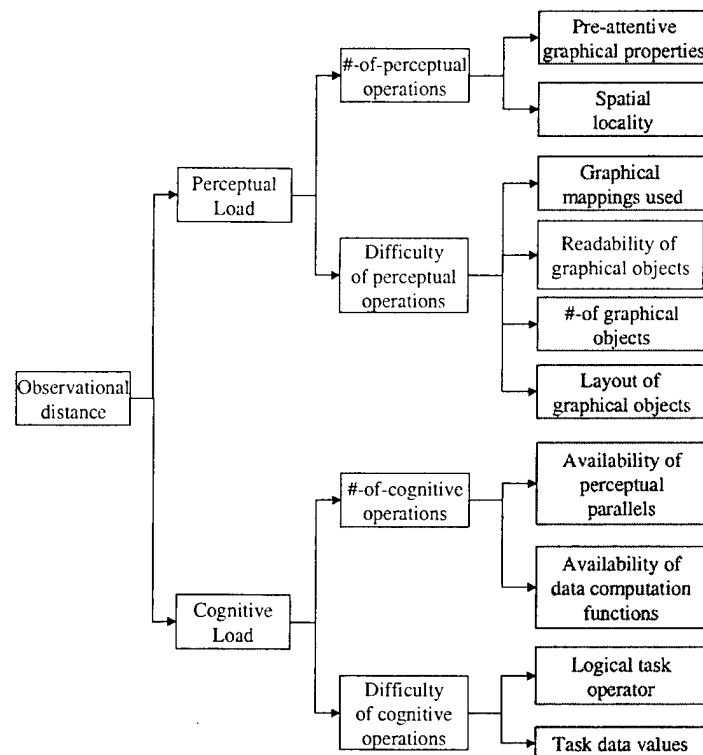 Pre-attentive
graphical properties
#-of-perceptual
operations
Spatial
locality
Perceptual
Load
Graphical
mappings used
Difficulty
of perceptual
operations
Readability of
graphical objects
#-of graphical
objects
Layout of
graphical objects
Observational
distance
#-of-cognitive
operations
Availability of
perceptual
parallels
Availability of
data computation
functions
Cognitive
Load
Logical task
operator
Difficulty
of cognitive
operations
Task data values